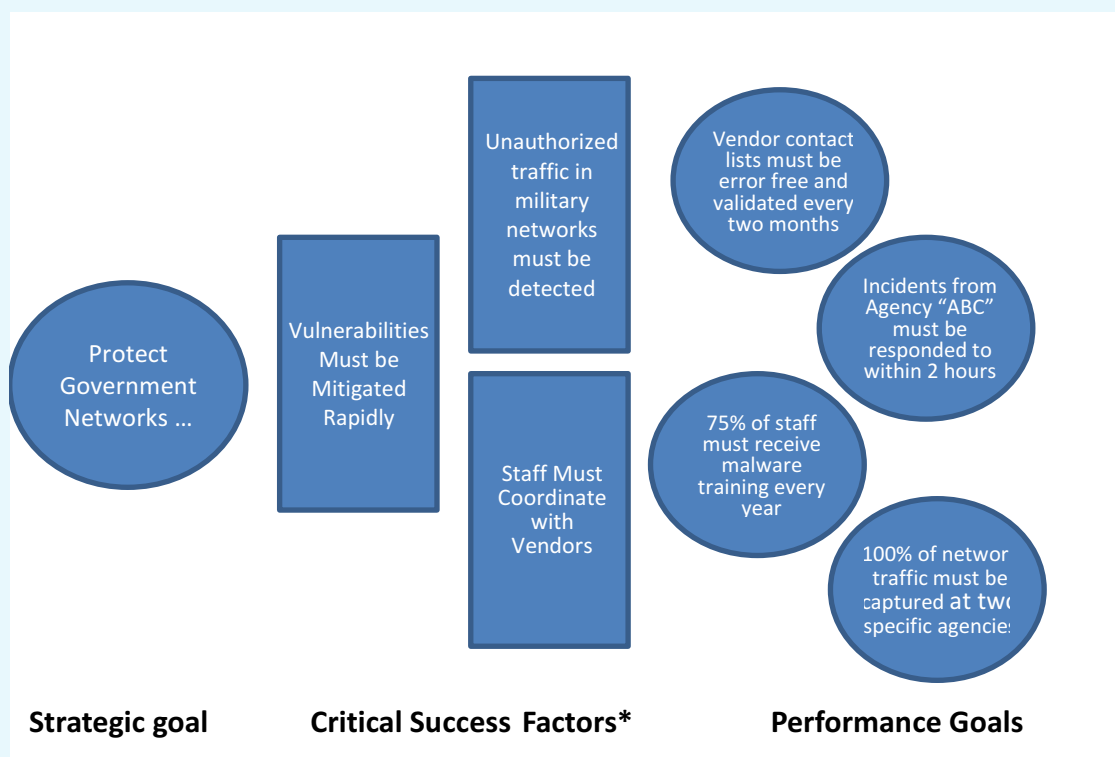 Protect
Government
Networks …
Vulnerabilities
Must be
Mitigated
Rapidly
Unauthorized
traffic in
military
networks
must be
detected
Staff Must
Coordinate
with
Vendors
Vendor contact
lists must be
error free and
validated every
two months
Incidents from
Agency “ABC”
must be
responded to
within 2 hours
75% of staff
must receive
malware
training every
year
100% of network
traffic must be
captured at two
specific agencies
Strategic goal
Critical Success Factors*
Performance Goals